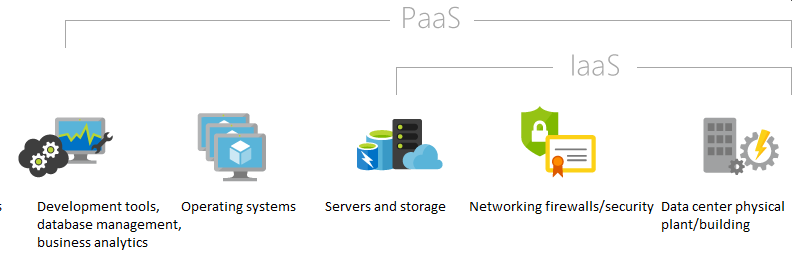 PaaS
IaaS
s
Development tools,
database management,
business analytics
Operating systems
Servers and storage
Networking firewalls/security
Data center physical
plant/building